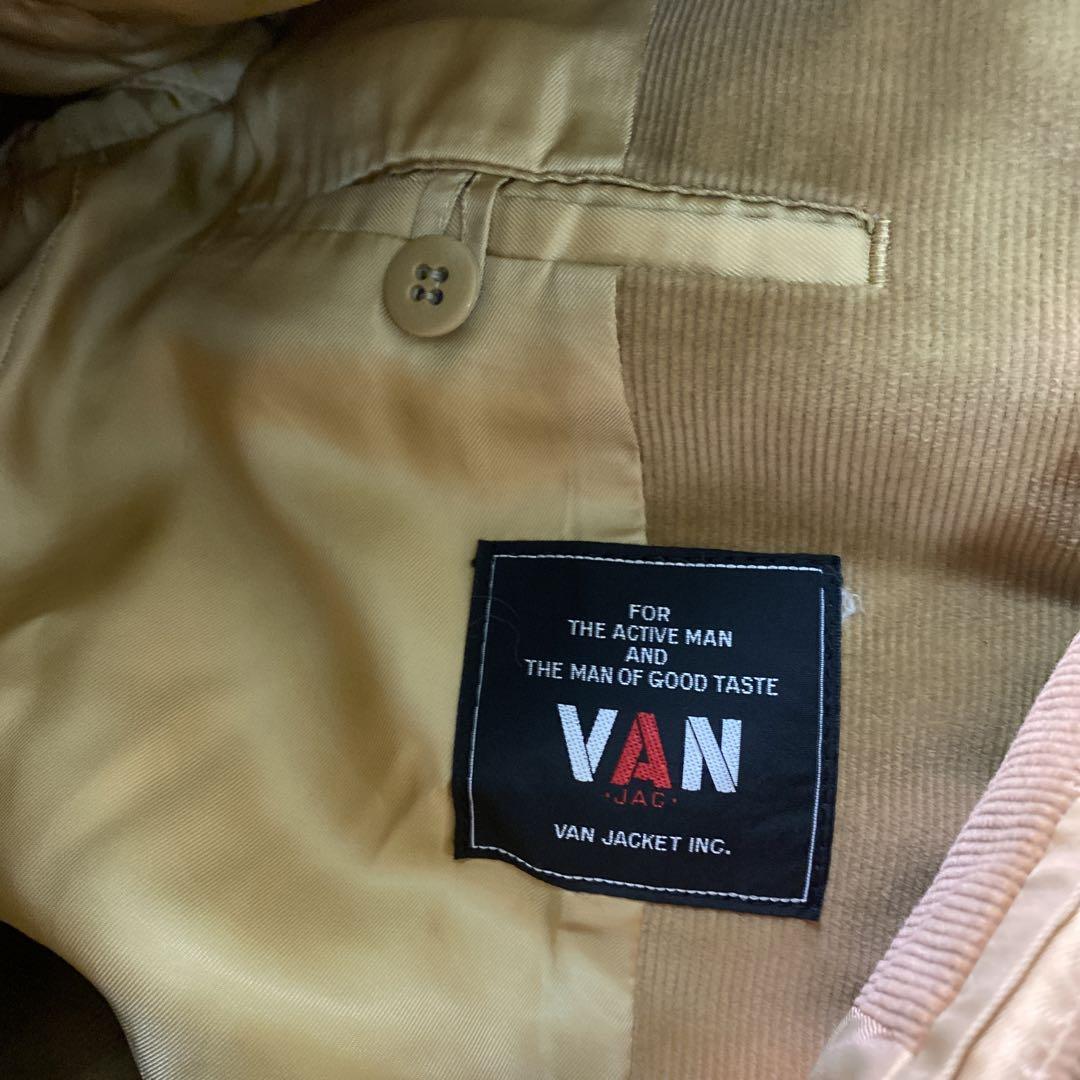 FOR
THE ACTIVE MAN
AND
THE MAN OF GOOD TASTE
VAN
·JAC·
VAN JACKET INC.